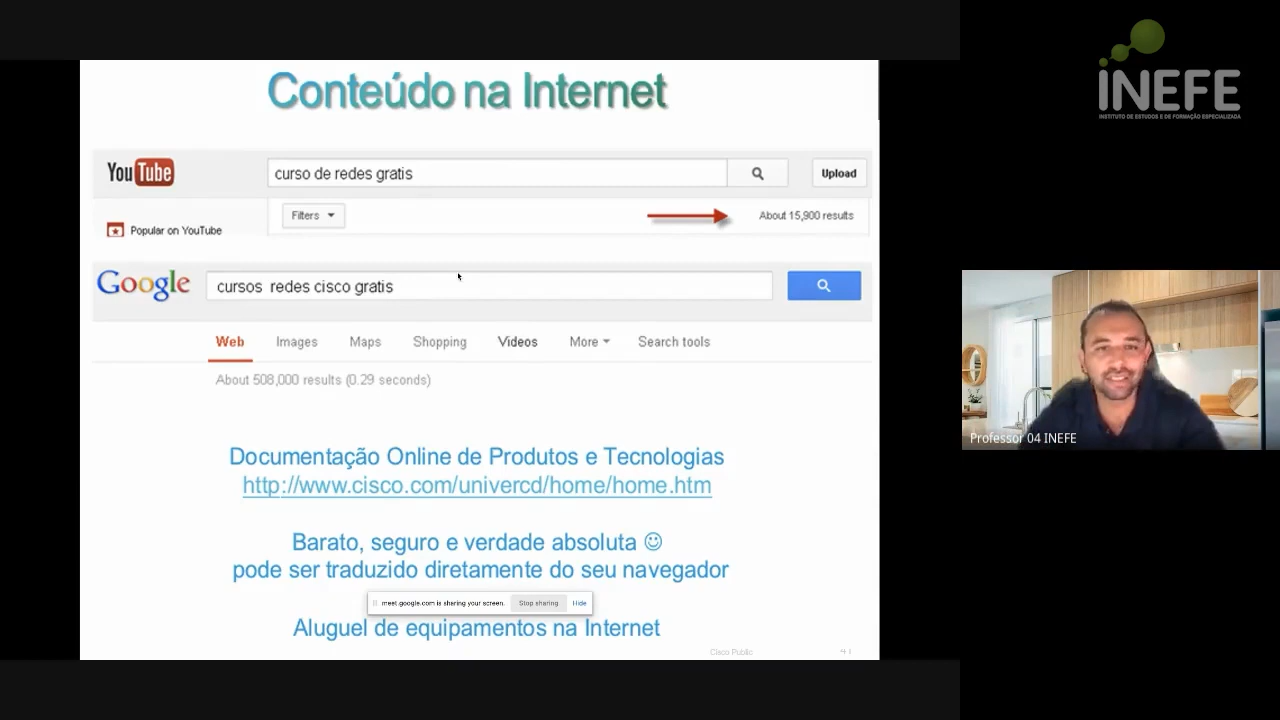 Conteúdo na Internet
INEFE
INSTITUTO DE ESTUDOS E DE FORMAÇÃO ESPECIALIZADA
YouTube
curso de redes gratis
Upload
Filters
About 15,900 results
Popular on YouTube
Google
cursos redes cisco gratis
Web Images Maps Shopping Videos More Search tools
About 508,000 results (0.29 seconds)
Professor 04 INEFE
Documentação Online de Produtos e Tecnologias
http://www.cisco.com/univercd/home/home.htm
Barato, seguro e verdade absoluta ☺
pode ser traduzido diretamente do seu navegador
meet.google.com is sharing your screen. Stop sharing Hide
Aluguel de equipamentos na Internet
Cisco Public 41